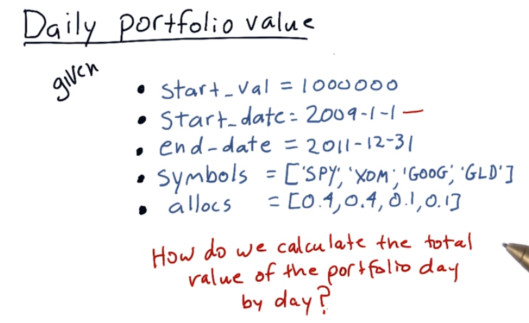 Daily portfolio value
given
• start_val = 1000000
• start_date = 2009-1-1
• end-date = 2011-12-31
• symbols = ['SPY', 'XOM', 'GOOG', 'GLD']
• allocs = [0.4, 0.4, 0.1, 0.1]
How do we calculate the total
value of the portfolio day
by day?